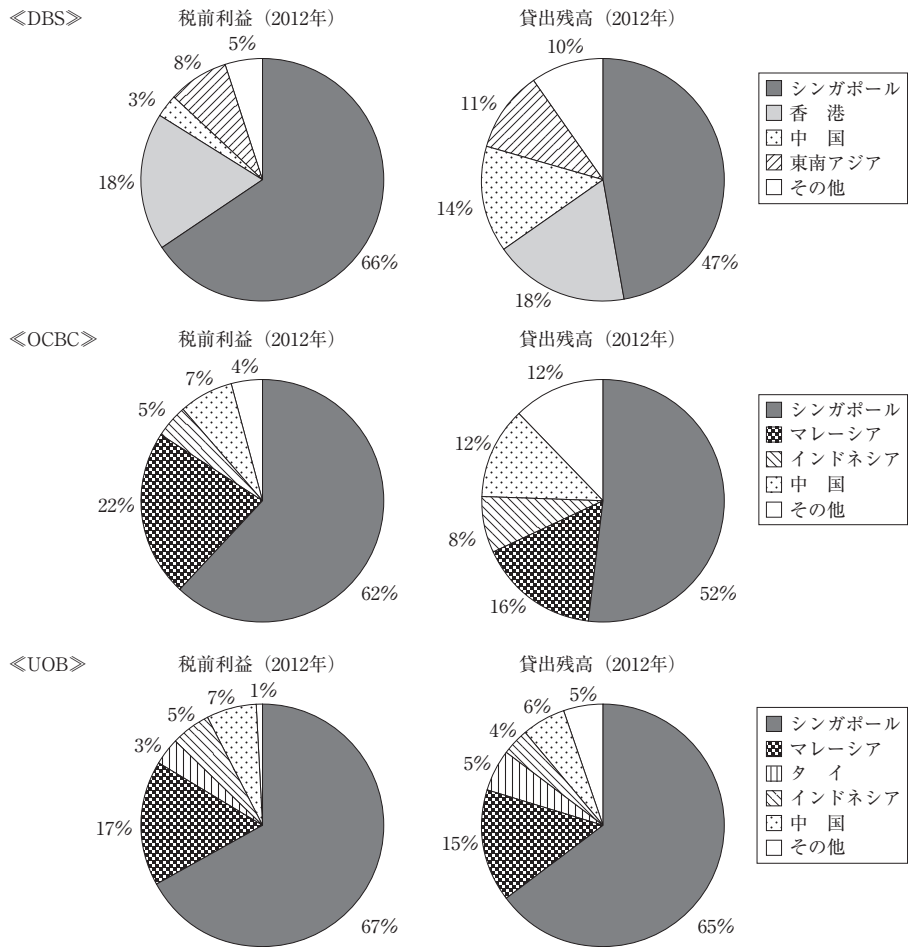 ≪DBS≫
税前利益（2012年）
貸出残高（2012年）
5%
8%
3%
18%
66%
10%
11%
14%
18%
47%
シンガポール
香　港
中　国
東南アジア
その他
≪OCBC≫
税前利益（2012年）
貸出残高（2012年）
4%
7%
5%
22%
62%
12%
12%
8%
16%
52%
シンガポール
マレーシア
インドネシア
中　国
その他
≪UOB≫
税前利益（2012年）
貸出残高（2012年）
1%
7%
5%
3%
17%
67%
5%
6%
4%
5%
15%
65%
シンガポール
マレーシア
タ　イ
インドネシア
中　国
その他